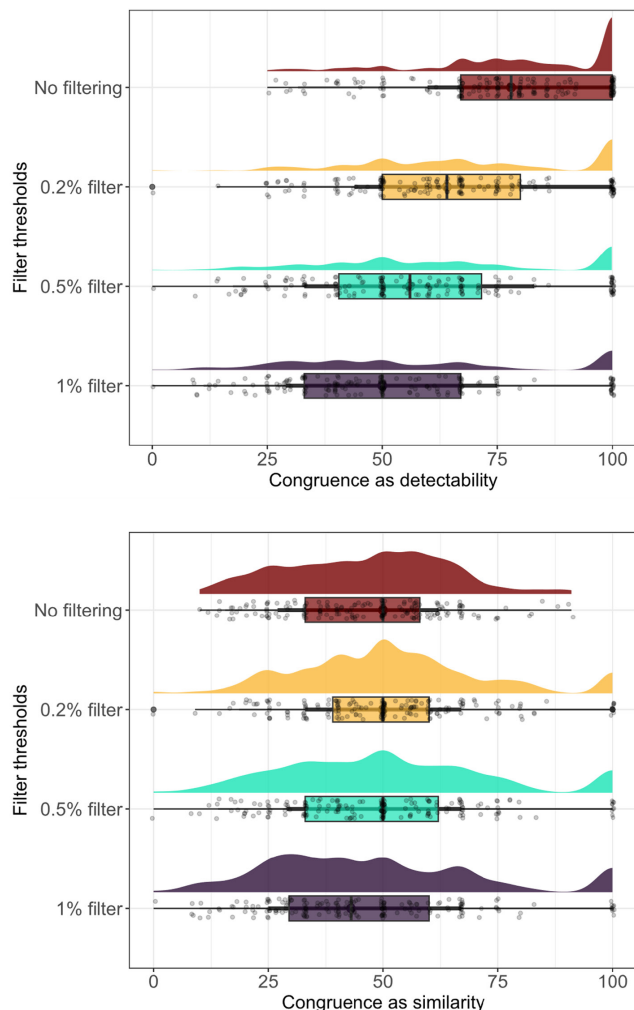 No filtering
0.2% filter
0.5% filter
1% filter
Filter thresholds
0 25 50 75 100
Congruence as detectability
No filtering
0.2% filter
0.5% filter
1% filter
Filter thresholds
0 25 50 75 100
Congruence as similarity